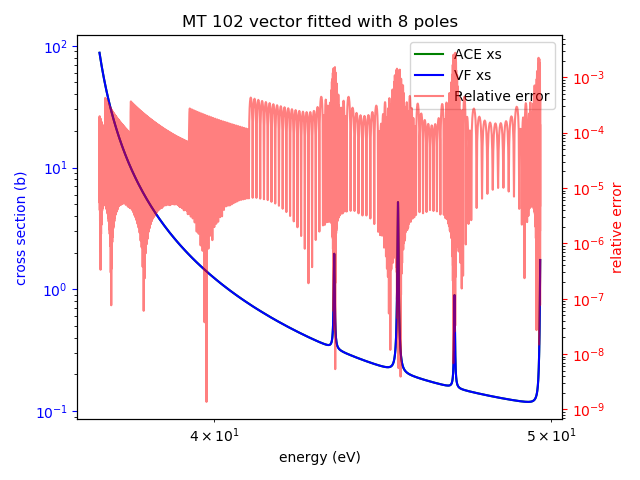 MT 102 vector fitted with 8 poles
ACE xs
VF xs
Relative error
cross section (b)
10²
10¹
10⁰
10⁻¹
relative error
10⁻³
10⁻⁴
10⁻⁵
10⁻⁶
10⁻⁷
10⁻⁸
10⁻⁹
4 × 10¹
5 × 10¹
energy (eV)